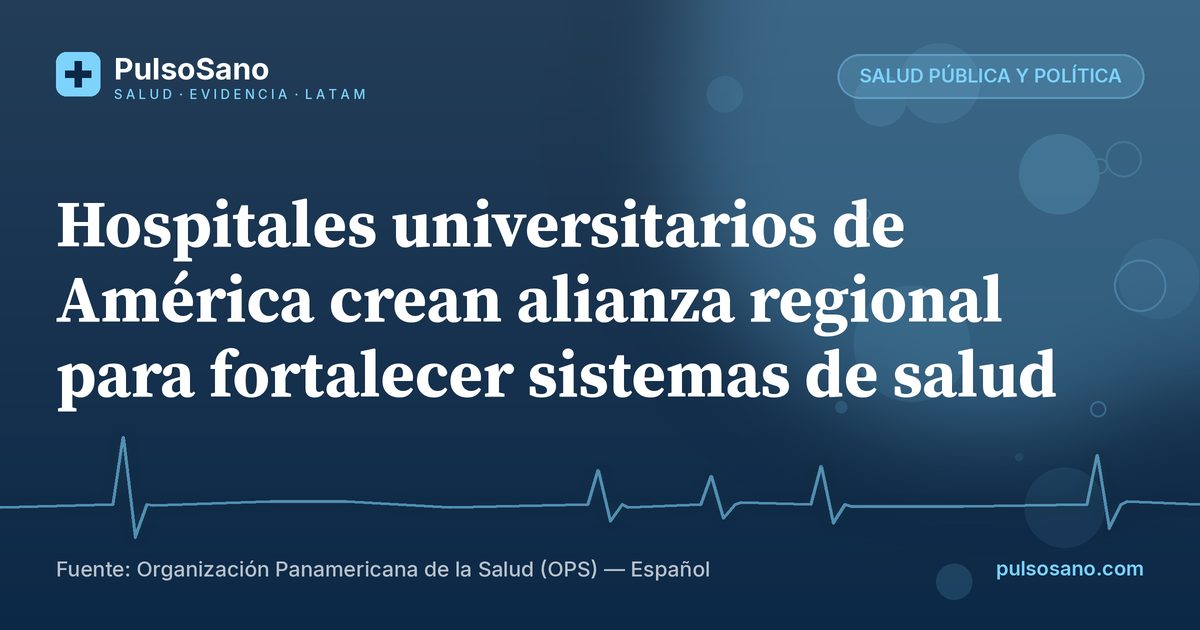 PulsoSano
SALUD · EVIDENCIA · LATAM
SALUD PÚBLICA Y POLÍTICA
Hospitales universitarios de
América crean alianza regional
para fortalecer sistemas de salud
Fuente: Organización Panamericana de la Salud (OPS) — Español
pulsosano.com